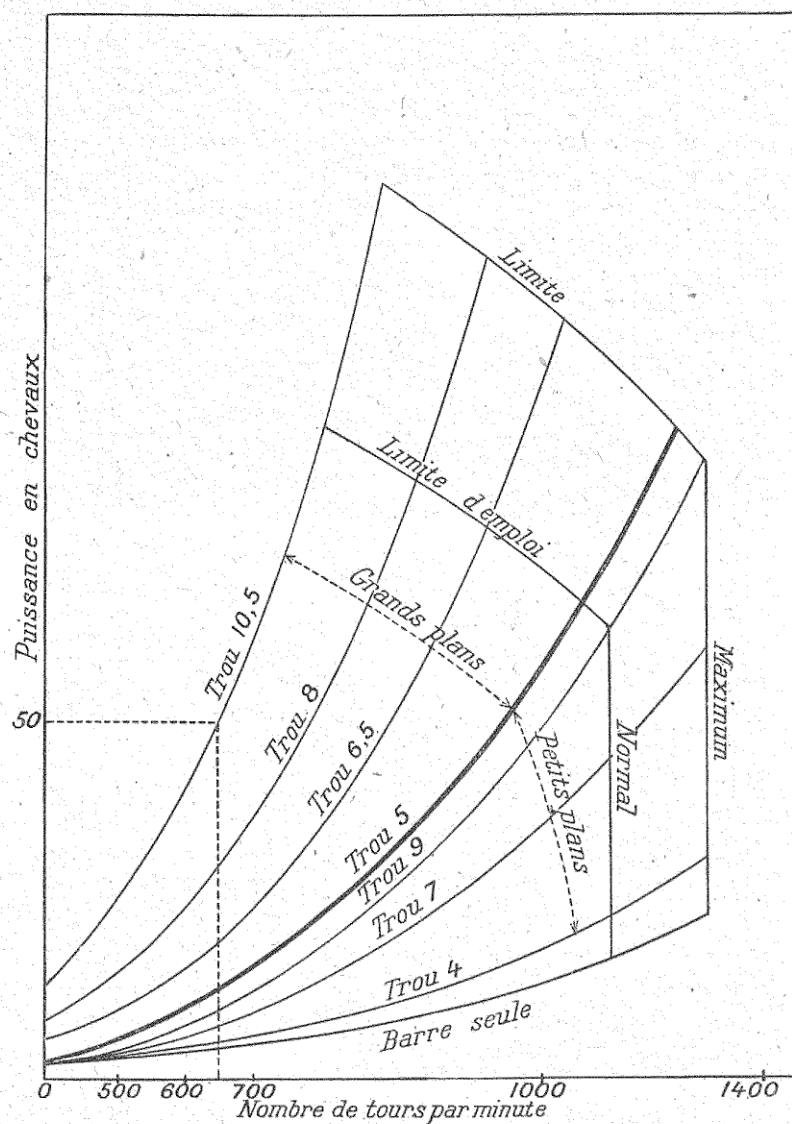 Puissance en chevaux
50
Limite
Limite d'emploi
Grands plans
Petits plans
Trou 10,5
Trou 8
Trou 6,5
Trou 5
Trou 9
Trou 7
Trou 4
Barre seule
Normal
Maximum
0 500 600 700 1000 1400
Nombre de tours par minute